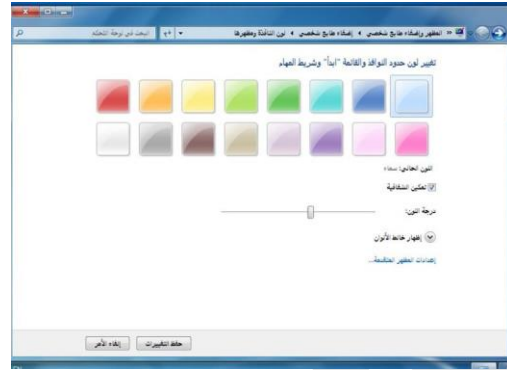 « المظهر وإضفاء طابع شخصي ‹ إضفاء طابع شخصي ‹ لون النافذة ومظهرها
البحث في لوحة التحكم
تغيير لون حدود النوافذ والقائمة "ابدأ" وشريط المهام
اللون الحالي: سماء
تمكين الشفافية
درجة اللون:
إظهار خالط الألوان
إعدادات المظهر المتقدمة...
حفظ التغييرات
إلغاء الأمر